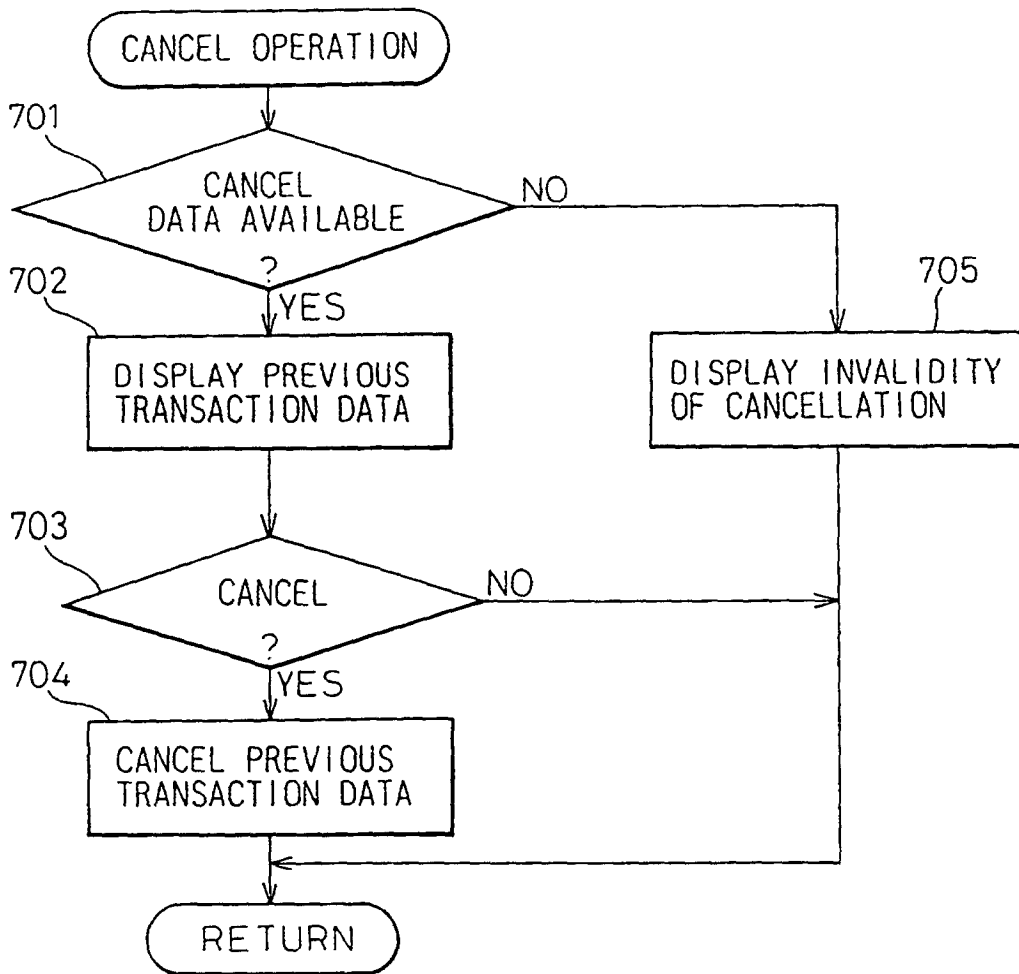 CANCEL OPERATION
701
CANCEL
DATA AVAILABLE
?
NO
YES
702
DISPLAY PREVIOUS
TRANSACTION DATA
705
DISPLAY INVALIDITY
OF CANCELLATION
703
CANCEL
?
NO
YES
704
CANCEL PREVIOUS
TRANSACTION DATA
RETURN